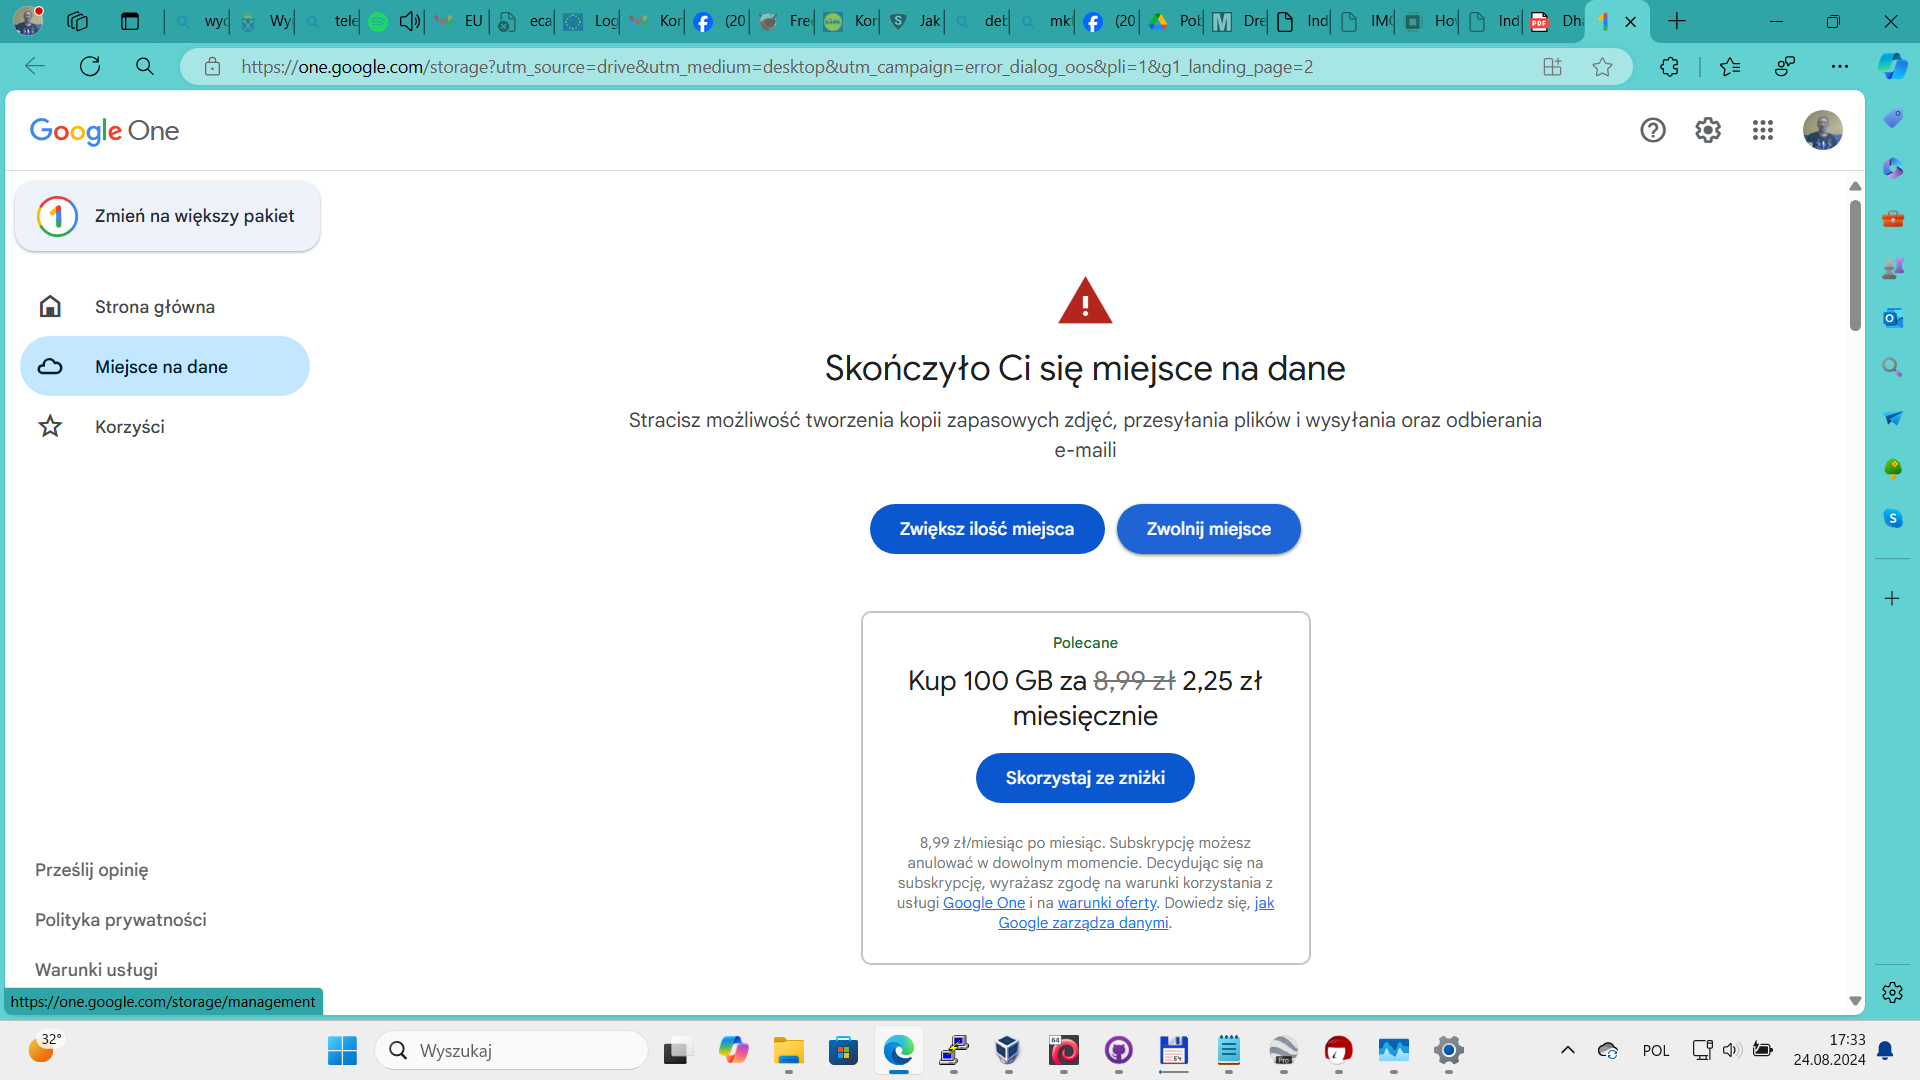 wyc
Wy
tele
EU
eca
Log
Kor
(20
Fre
Kor
Jak
det
mk
(20
Pob
Dre
Ind
IMG
Ho
Ind
Dha
https://one.google.com/storage?utm_source=drive&utm_medium=desktop&utm_campaign=error_dialog_oos&pli=1&g1_landing_page=2
Google One
Zmień na większy pakiet
Strona główna
Miejsce na dane
Korzyści
Skończyło Ci się miejsce na dane
Stracisz możliwość tworzenia kopii zapasowych zdjęć, przesyłania plików i wysyłania oraz odbierania
e-maili
Zwiększ ilość miejsca
Zwolnij miejsce
Polecane
Kup 100 GB za 8,99 zł 2,25 zł
miesięcznie
Skorzystaj ze zniżki
8,99 zł/miesiąc po miesiąc. Subskrypcję możesz
anulować w dowolnym momencie. Decydując się na
subskrypcję, wyrażasz zgodę na warunki korzystania z
usługi Google One i na warunki oferty. Dowiedz się, jak
Google zarządza danymi.
Prześlij opinię
Polityka prywatności
Warunki usługi
https://one.google.com/storage/management
32°
Wyszukaj
POL
17:33
24.08.2024